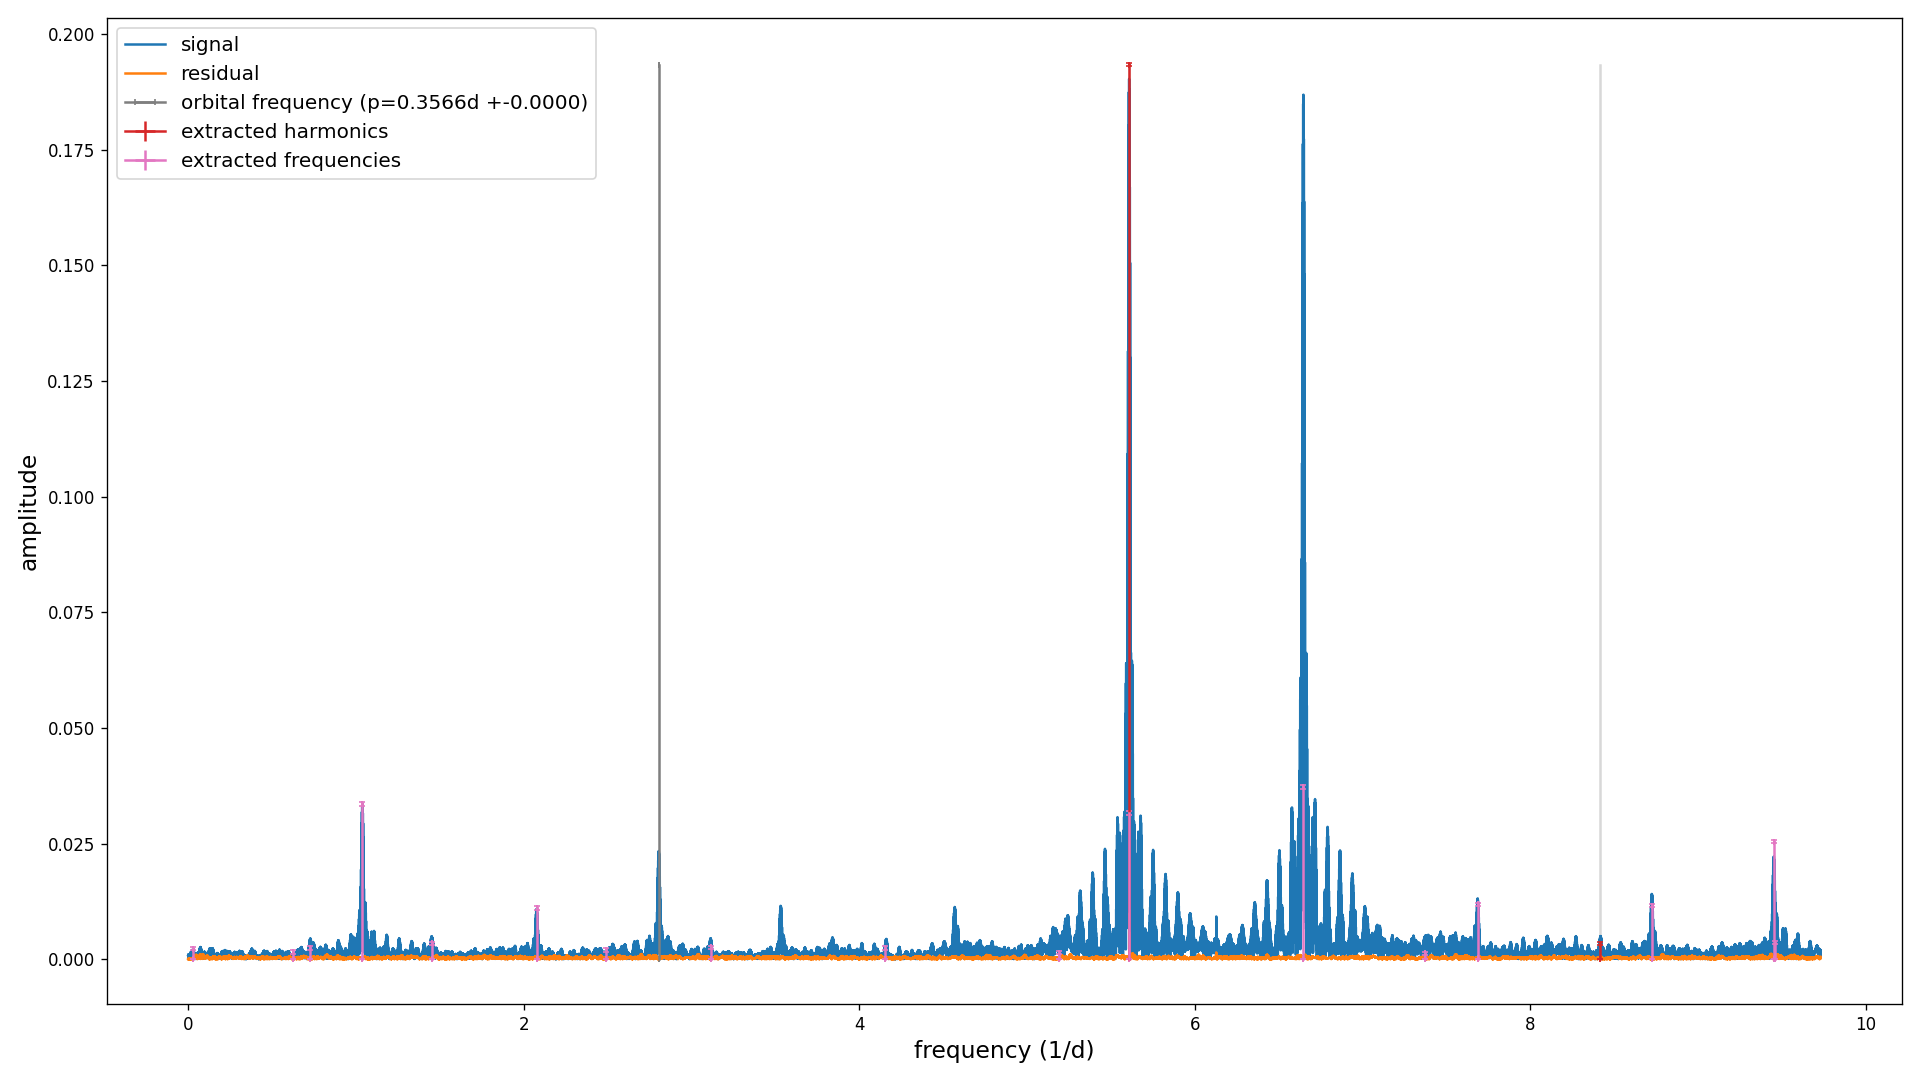 0.200
0.175
0.150
0.125
0.100
0.075
0.050
0.025
0.000
amplitude
signal
residual
orbital frequency (p=0.3566d +-0.0000)
extracted harmonics
extracted frequencies
0 2 4 6 8 10
frequency (1/d)